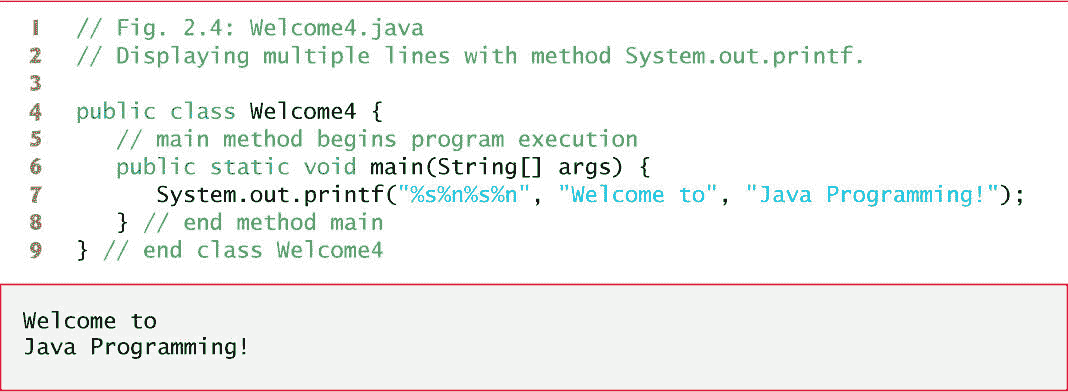 1 // Fig. 2.4: Welcome4.java
2 // Displaying multiple lines with method System.out.printf.
3
4 public class Welcome4 {
5    // main method begins program execution
6    public static void main(String[] args) {
7       System.out.printf("%s%n%s%n", "Welcome to", "Java Programming!");
8    } // end method main
9 } // end class Welcome4
Welcome to
Java Programming!